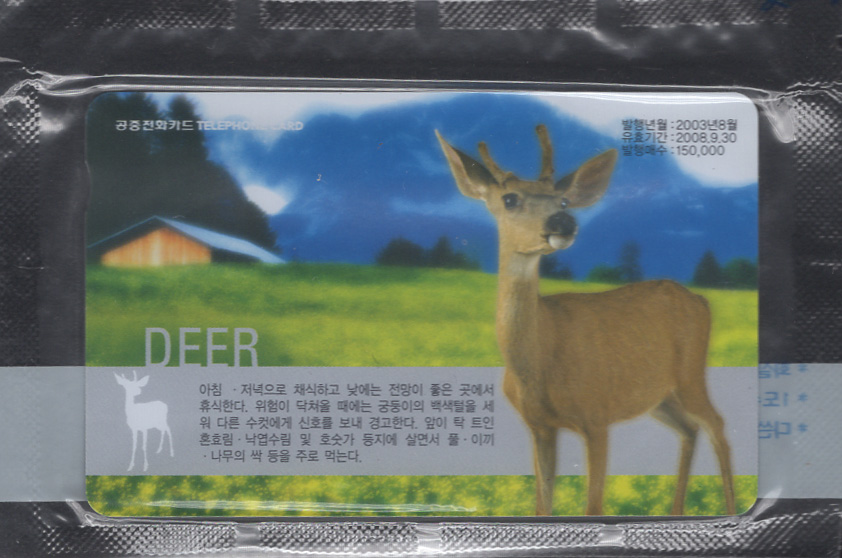 공중전화카드 TELEPHONE CARD
발행년월 : 2003년8월
유효기간 : 2008.9.30
발행매수 : 150,000
DEER
아침 · 저녁으로 채식하고 낮에는 전망이 좋은 곳에서
휴식한다. 위험이 닥쳐올 때에는 궁둥이의 백색털을 세
워 다른 수컷에게 신호를 보내 경고한다. 앞이 탁 트인
혼효림 · 낙엽수림 및 호숫가 등지에 살면서 풀 · 이끼
· 나무의 싹 등을 주로 먹는다.